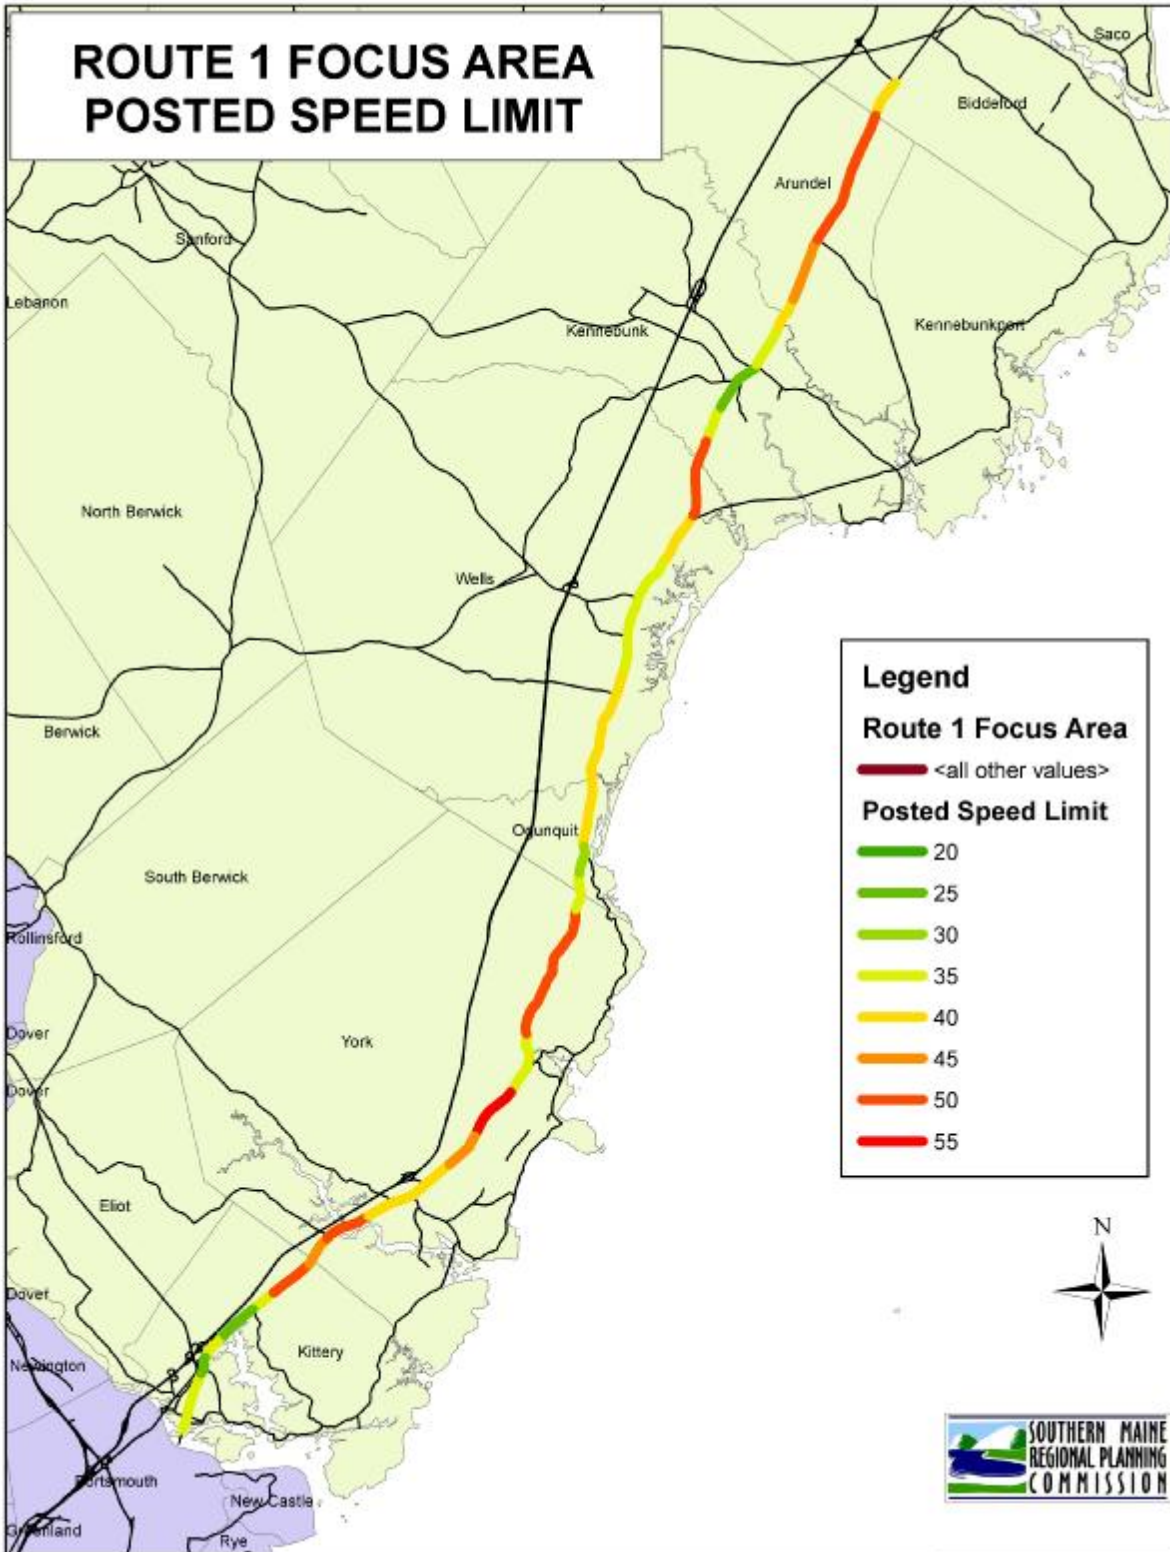 ROUTE 1 FOCUS AREA
POSTED SPEED LIMIT
Saco
Biddeford
Arundel
Sanford
Lebanon
Kennebunk
Kennebunkport
North Berwick
Wells
Berwick
Ogunquit
South Berwick
Rollinsford
Dover
York
Dover
Eliot
Dover
Kittery
Newington
Portsmouth
New Castle
Greenland
Rye
Legend
Route 1 Focus Area
<all other values>
Posted Speed Limit
20
25
30
35
40
45
50
55
N
SOUTHERN MAINE
REGIONAL PLANNING
COMMISSION